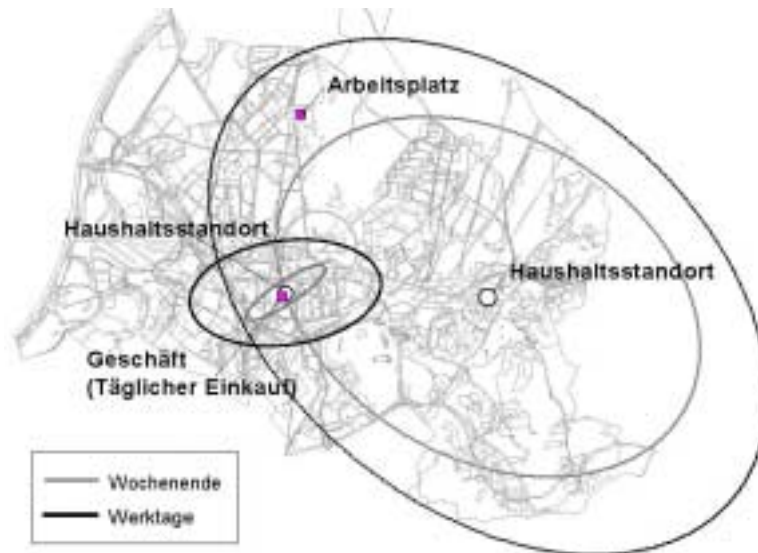 Arbeitsplatz
Haushaltsstandort
Haushaltsstandort
Geschäft
(Täglicher Einkauf)
Wochenende
Werktage